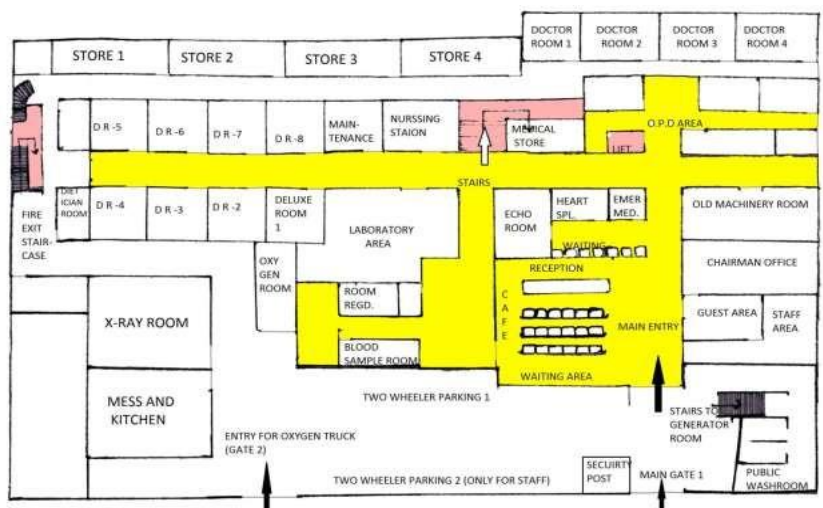 DOCTOR
ROOM 1
DOCTOR
ROOM 2
DOCTOR
ROOM 3
DOCTOR
ROOM 4
STORE 1
STORE 2
STORE 3
STORE 4
D R -5
D R -6
D R -7
D R -8
MAIN-
TENANCE
NURSSING
STAION
MEDICAL
STORE
O.P.D AREA
LIFT
STAIRS
DIET
ICIAN
ROOM
D R -4
D R -3
D R -2
DELUXE
ROOM
1
LABORATORY
AREA
ECHO
ROOM
HEART
SPL.
EMER
MED.
OLD MACHINERY ROOM
FIRE
EXIT
STAIR-
CASE
OXY
GEN
ROOM
WAITING
RECEPTION
CHAIRMAN OFFICE
ROOM
REGD.
C
A
F
E
X-RAY ROOM
MAIN ENTRY
GUEST AREA
STAFF
AREA
BLOOD
SAMPLE ROOM
WAITING AREA
MESS AND
KITCHEN
TWO WHEELER PARKING 1
STAIRS TO
GENERATOR
ROOM
ENTRY FOR OXYGEN TRUCK
(GATE 2)
TWO WHEELER PARKING 2 (ONLY FOR STAFF)
SECUIRTY
POST
MAIN GATE 1
PUBLIC
WASHROOM